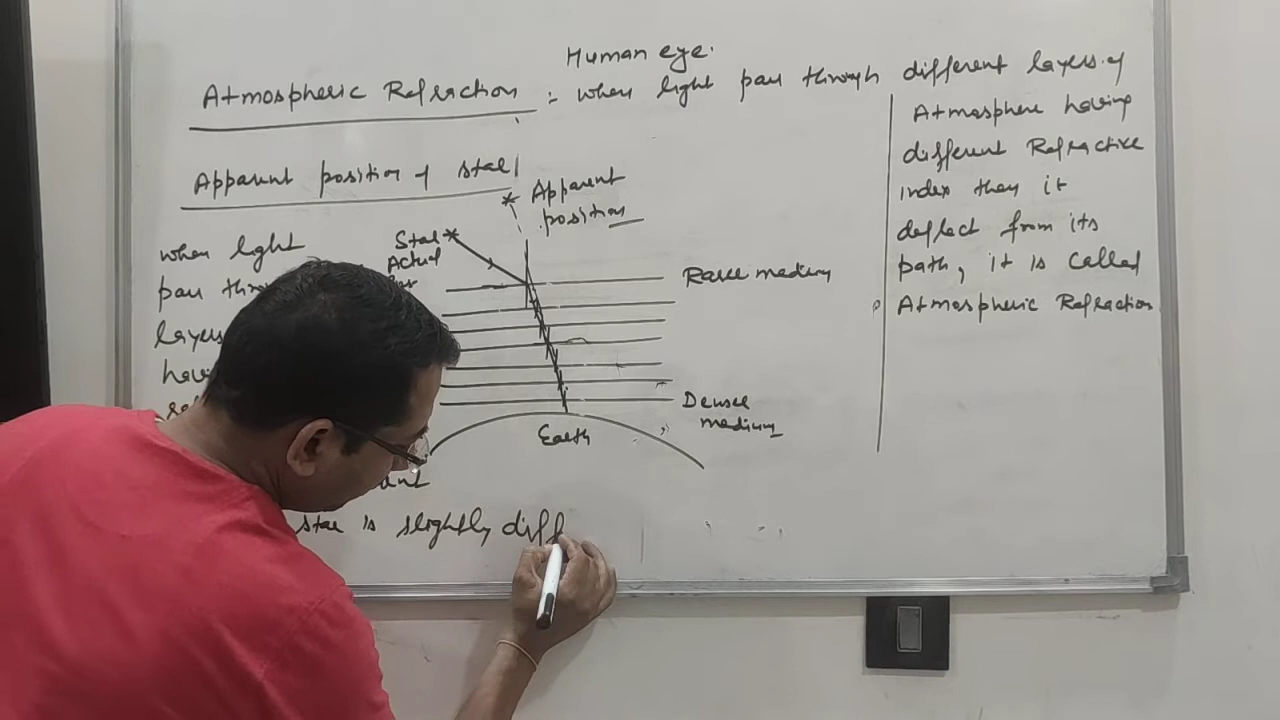 Human eye.
Atmospheric Refraction :- when light pass through different layers of
Atmosphere having
different Refractive
index then it
deflect from its
path, it is called
Atmospheric Refraction
Apparent position of star
Apparent
position
Star
Actual
Rarer medium
Denser
medium
Earth
when light
pass
layers
star is slightly diff